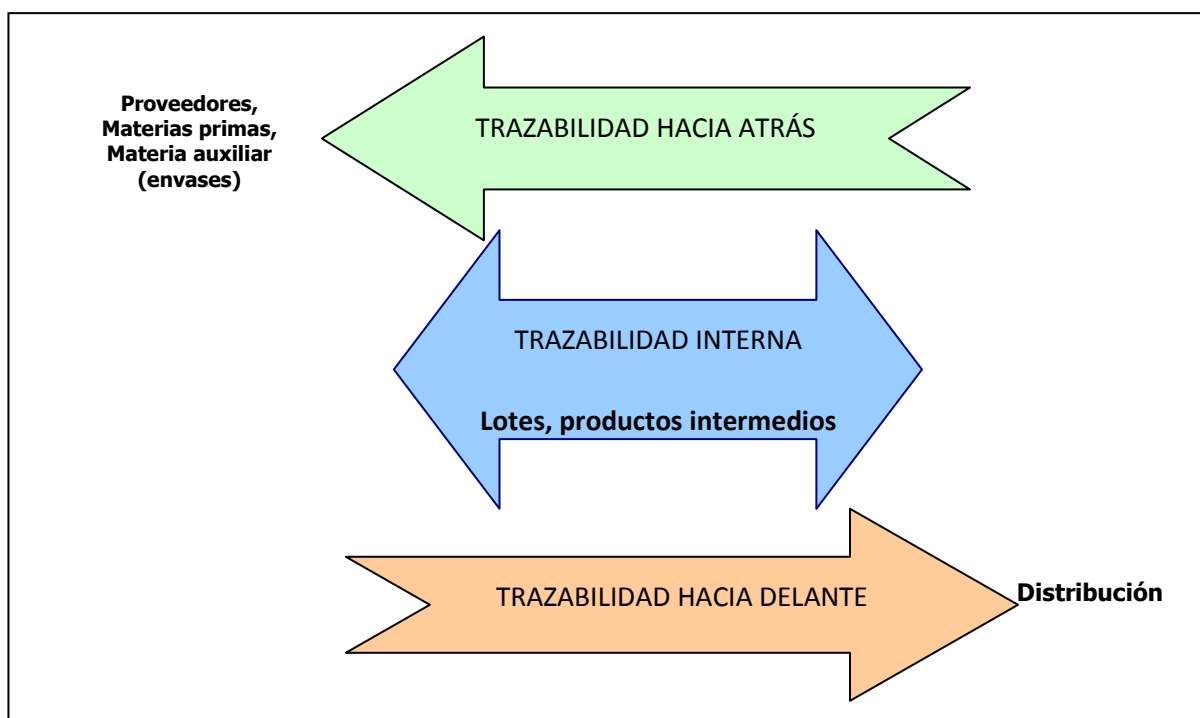 Proveedores,
Materias primas,
Materia auxiliar
(envases)
TRAZABILIDAD HACIA ATRÁS
TRAZABILIDAD INTERNA
Lotes, productos intermedios
TRAZABILIDAD HACIA DELANTE
Distribución